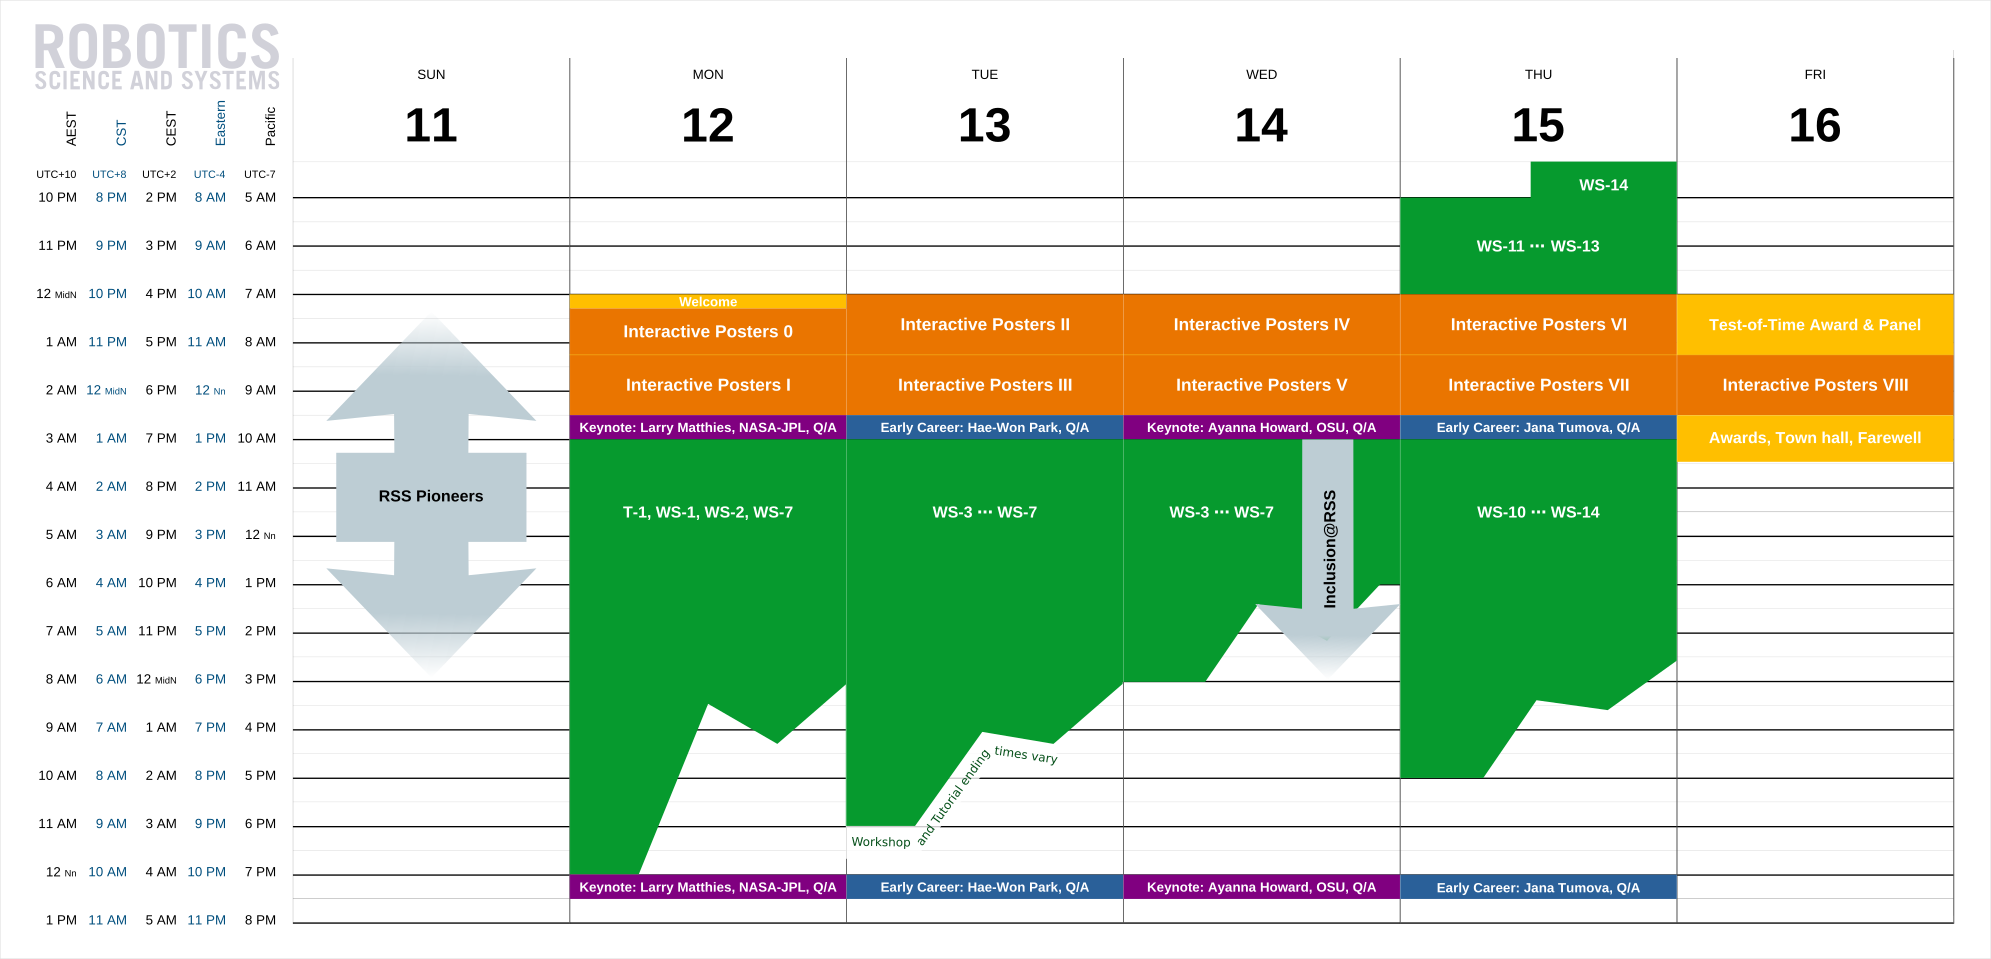 ROBOTICS
SCIENCE AND SYSTEMS
SUN MON TUE WED THU FRI
11 12 13 14 15 16
AEST CST CEST Eastern Pacific
UTC+10 UTC+8 UTC+2 UTC-4 UTC-7
WS-14
10 PM 8 PM 2 PM 8 AM 5 AM
11 PM 9 PM 3 PM 9 AM 6 AM
WS-11 ··· WS-13
12 MidN 10 PM 4 PM 10 AM 7 AM
Welcome
Interactive Posters 0
Interactive Posters II
Interactive Posters IV
Interactive Posters VI
Test-of-Time Award & Panel
1 AM 11 PM 5 PM 11 AM 8 AM
2 AM 12 MidN 6 PM 12 Nn 9 AM
Interactive Posters I
Interactive Posters III
Interactive Posters V
Interactive Posters VII
Interactive Posters VIII
Keynote: Larry Matthies, NASA-JPL, Q/A
Early Career: Hae-Won Park, Q/A
Keynote: Ayanna Howard, OSU, Q/A
Early Career: Jana Tumova, Q/A
3 AM 1 AM 7 PM 1 PM 10 AM
Awards, Town hall, Farewell
4 AM 2 AM 8 PM 2 PM 11 AM
RSS Pioneers
T-1, WS-1, WS-2, WS-7
WS-3 ··· WS-7
WS-3 ··· WS-7
Inclusion@RSS
WS-10 ··· WS-14
5 AM 3 AM 9 PM 3 PM 12 Nn
6 AM 4 AM 10 PM 4 PM 1 PM
7 AM 5 AM 11 PM 5 PM 2 PM
8 AM 6 AM 12 MidN 6 PM 3 PM
9 AM 7 AM 1 AM 7 PM 4 PM
10 AM 8 AM 2 AM 8 PM 5 PM
11 AM 9 AM 3 AM 9 PM 6 PM
Workshop and Tutorial ending times vary
12 Nn 10 AM 4 AM 10 PM 7 PM
Keynote: Larry Matthies, NASA-JPL, Q/A
Early Career: Hae-Won Park, Q/A
Keynote: Ayanna Howard, OSU, Q/A
Early Career: Jana Tumova, Q/A
1 PM 11 AM 5 AM 11 PM 8 PM